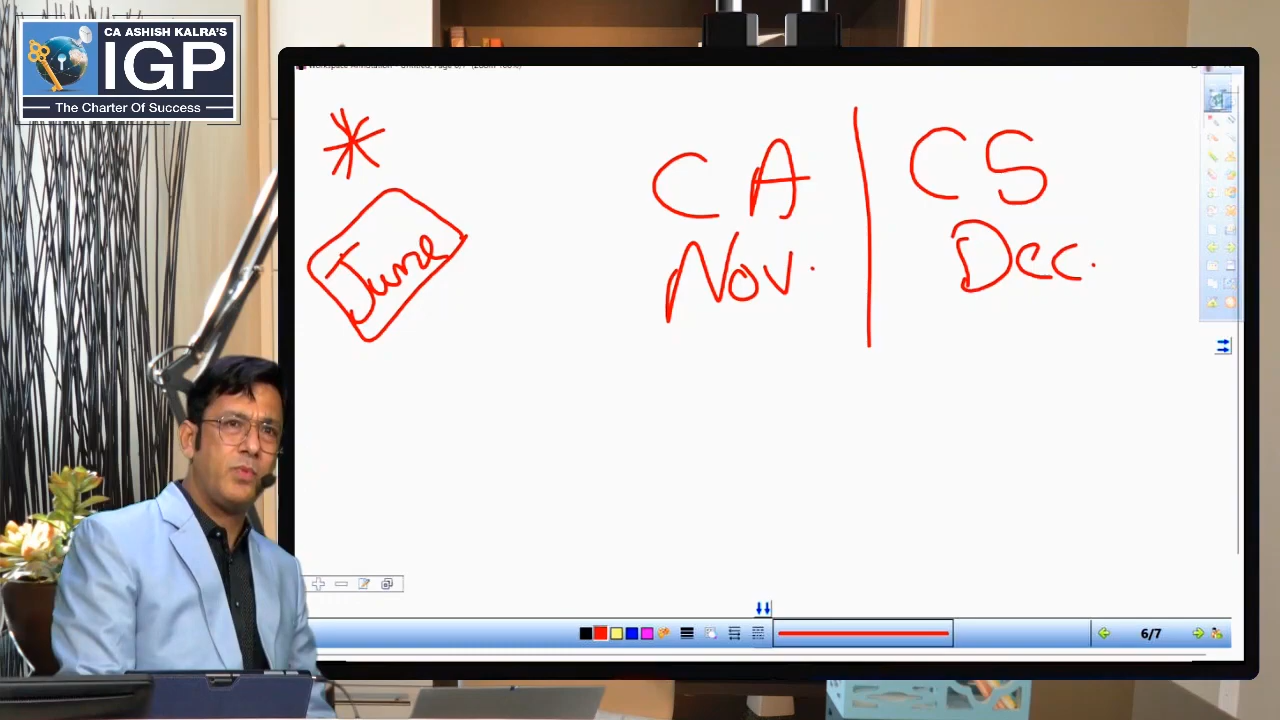 CA ASHISH KALRA'S
IGP
The Charter Of Success
CA | CS
Nov. | Dec.
June
6/7